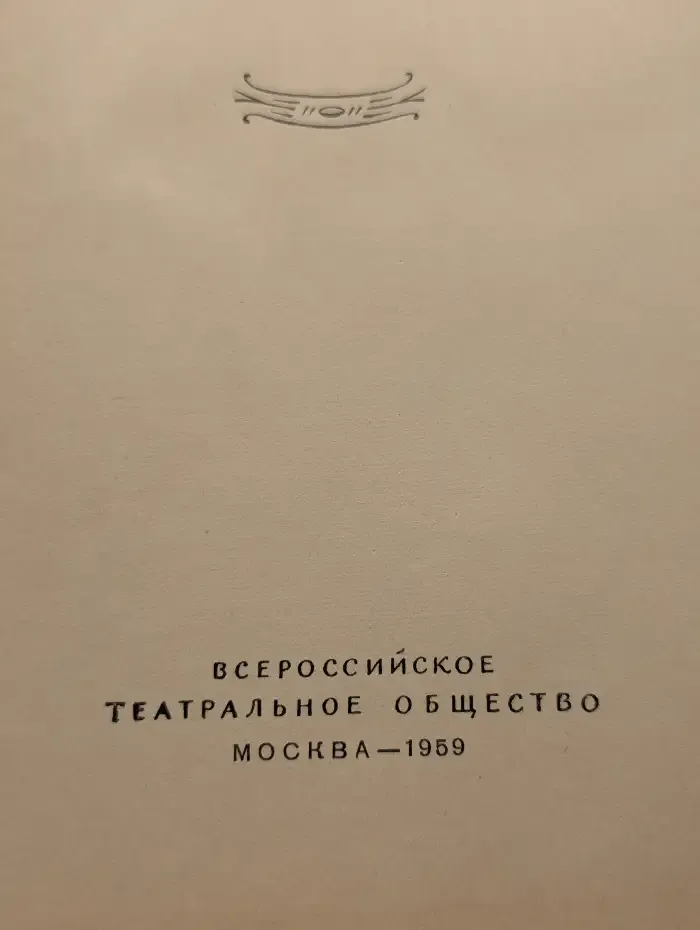 ВСЕРОССИЙСКОЕ
ТЕАТРАЛЬНОЕ ОБЩЕСТВО
МОСКВА—1959